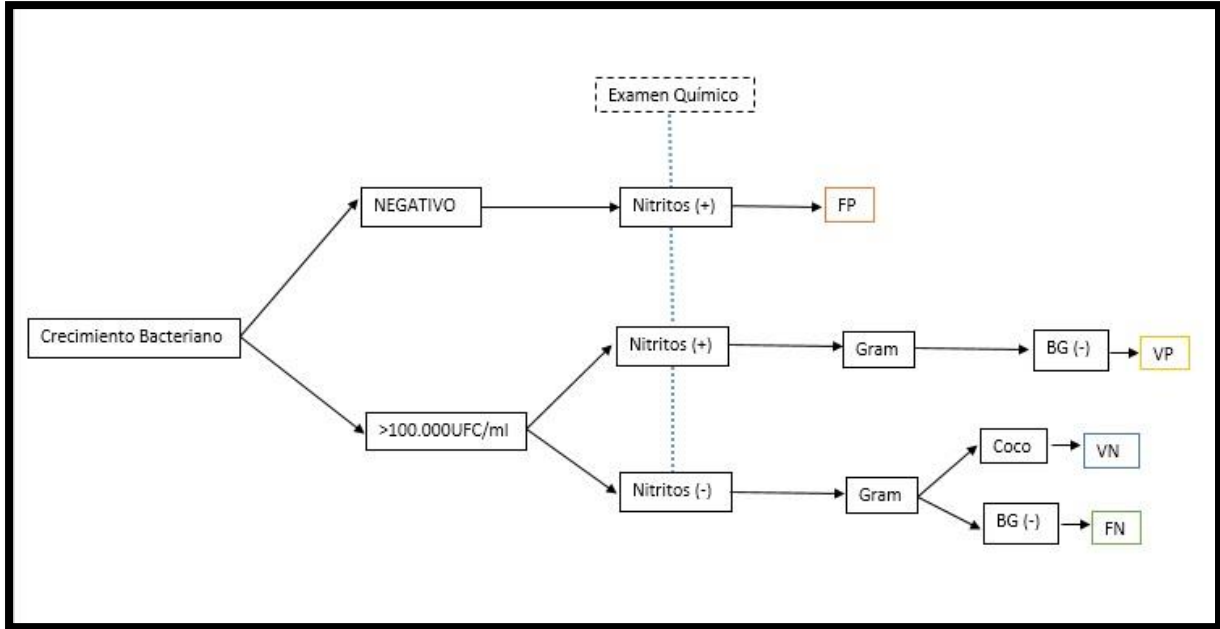 Examen Químico
NEGATIVO
Nitritos (+)
FP
Crecimiento Bacteriano
Nitritos (+)
Gram
BG (-)
VP
>100.000UFC/ml
Nitritos (-)
Gram
Coco
VN
BG (-)
FN